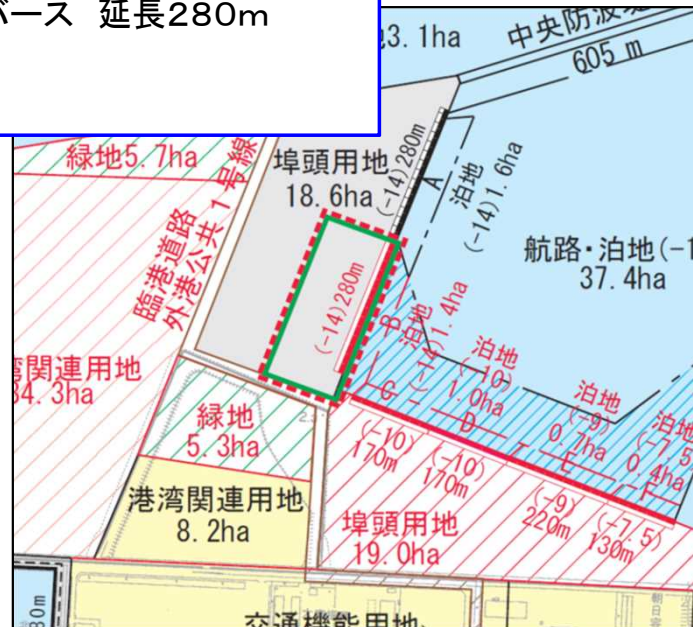 バース 延長280m
3.1ha
中央防波堤
605 m
緑地5.7ha
埠頭用地
18.6ha
(-14)280m
A
泊地
(-14)1.6ha
航路・泊地(-1
37.4ha
臨港道路
外港公共1号線
(-14)280m
B
泊地
(-14)1.4ha
関連用地
4.3ha
緑地
5.3ha
港湾関連用地
8.2ha
C
D
E
F
泊地
(-10)
1.0ha
泊地
(-9)
0.7ha
泊地
(-7.5
0.4ha
(-10)
170m
(-10)
170m
(-9)
220m
(-7.5)
130m
埠頭用地
19.0ha
交通機能用地